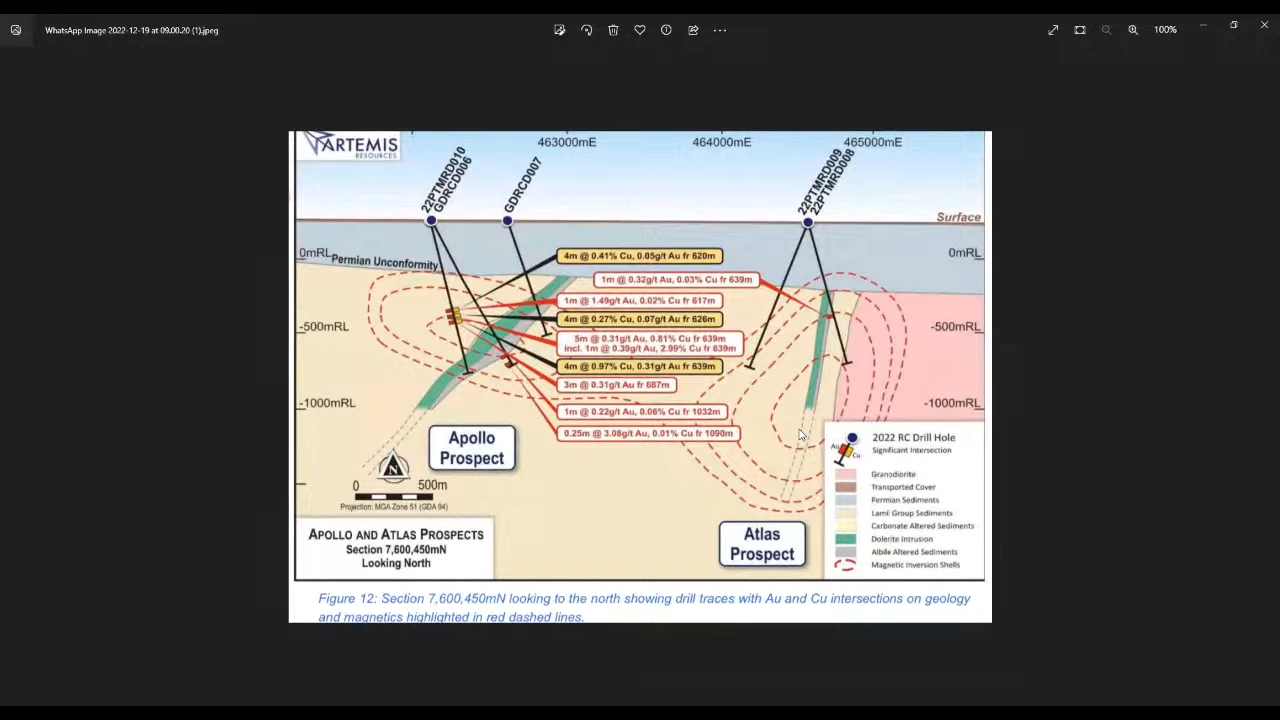 WhatsApp Image 2022-12-19 at 09.00.20 (1).jpeg
100%
ARTEMIS
RESOURCES
463000mE
464000mE
465000mE
22PTMRD010
GDRCD006
GDRCD007
22PTMRD009
22PTMRD008
Surface
0mRL
Permian Unconformity
0mRL
4m @ 0.41% Cu, 0.05g/t Au fr 620m
1m @ 0.32g/t Au, 0.03% Cu fr 639m
1m @ 1.49g/t Au, 0.02% Cu fr 617m
4m @ 0.27% Cu, 0.07g/t Au fr 626m
-500mRL
-500mRL
5m @ 0.31g/t Au, 0.81% Cu fr 639m
incl. 1m @ 0.39g/t Au, 2.99% Cu fr 639m
4m @ 0.97% Cu, 0.31g/t Au fr 639m
3m @ 0.31g/t Au fr 687m
-1000mRL
-1000mRL
1m @ 0.22g/t Au, 0.06% Cu fr 1032m
0.25m @ 3.08g/t Au, 0.01% Cu fr 1090m
Apollo
Prospect
N
0 500m
Projection: MGA Zone 51 (GDA 94)
APOLLO AND ATLAS PROSPECTS
Section 7,600,450mN
Looking North
Atlas
Prospect
2022 RC Drill Hole
Au
Cu
Significant Intersection
Granodiorite
Transported Cover
Permian Sediments
Lamil Group Sediments
Carbonate Altered Sediments
Dolerite Intrusion
Albile Altered Sediments
Magnetic Inversion Shells
Figure 12: Section 7,600,450mN looking to the north showing drill traces with Au and Cu intersections on geology
and magnetics highlighted in red dashed lines.